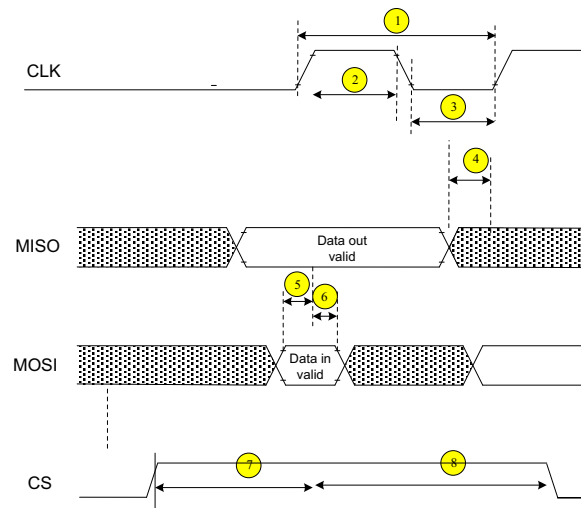 1
CLK
2
3
4
MISO
Data out
valid
5
6
MOSI
Data in
valid
7
8
CS